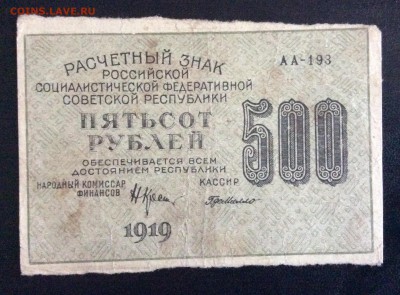 COINS.LAVE.RU
РАСЧЕТНЫЙ ЗНАК
РОССИЙСКОЙ
СОЦИАЛИСТИЧЕСКОЙ ФЕДЕРАТИВНОЙ
СОВЕТСКОЙ РЕСПУБЛИКИ
АА-193
ПЯТЬСОТ
РУБЛЕЙ
500
ОБЕСПЕЧИВАЕТСЯ ВСЕМ
ДОСТОЯНИЕМ РЕСПУБЛИКИ
НАРОДНЫЙ КОМИССАР
ФИНАНСОВ
КАССИР
1919